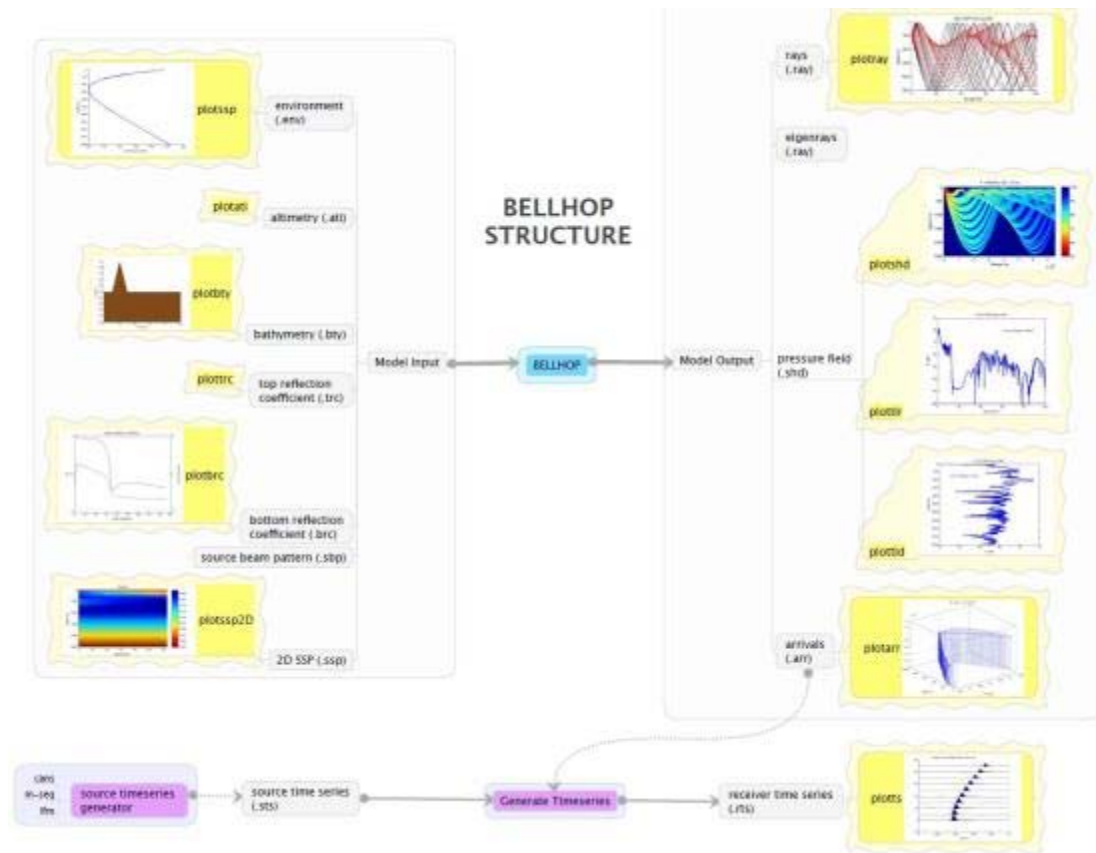 plotssp
environment
(.env)
plotati
altimetry (.ati)
plotbty
bathymetry (.bty)
plottrc
top reflection
coefficient (.trc)
plotbrc
bottom reflection
coefficient (.brc)
source beam pattern (.sbp)
plotssp2D
2D SSP (.ssp)
Model Input
BELLHOP
STRUCTURE
BELLHOP
Model Output
rays
(.ray)
plotray
eigenrays
(.ray)
pressure field
(.shd)
plotshd
plottlr
plottld
arrivals
(.arr)
plotarr
cans
m-seq
lfm
source timeseries
generator
source time series
(.sts)
Generate Timeseries
receiver time series
(.rts)
plotts